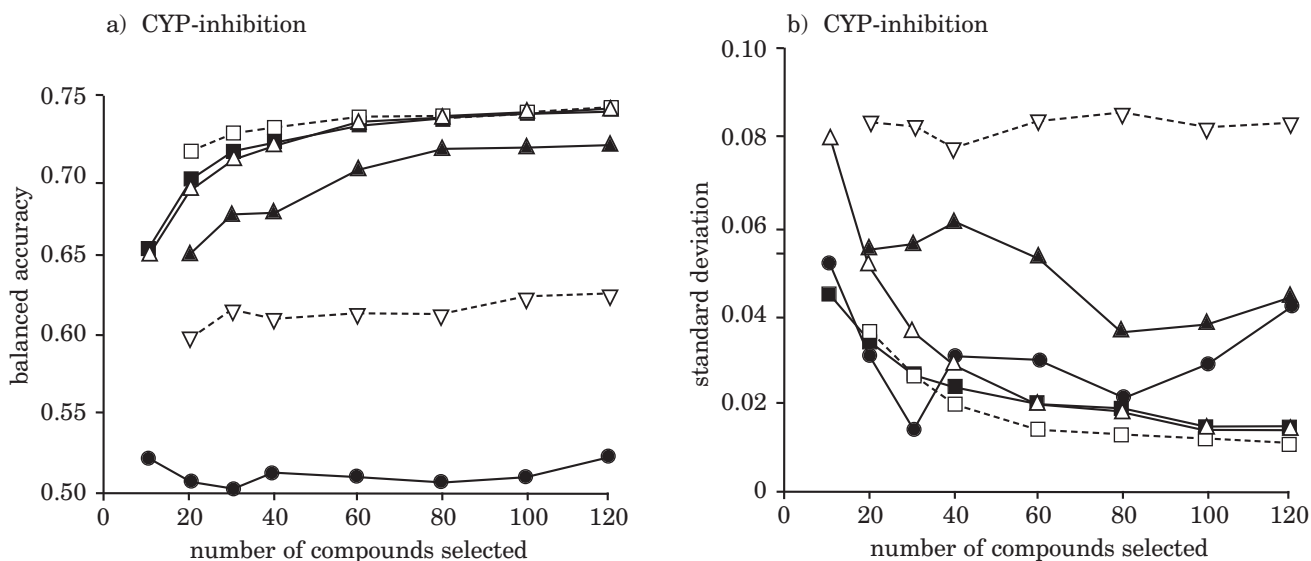 a) CYP-inhibition
balanced accuracy
0.75
0.70
0.65
0.60
0.55
0.50
0 20 40 60 80 100 120
number of compounds selected
b) CYP-inhibition
standard deviation
0.10
0.08
0.06
0.04
0.02
0
0 20 40 60 80 100 120
number of compounds selected